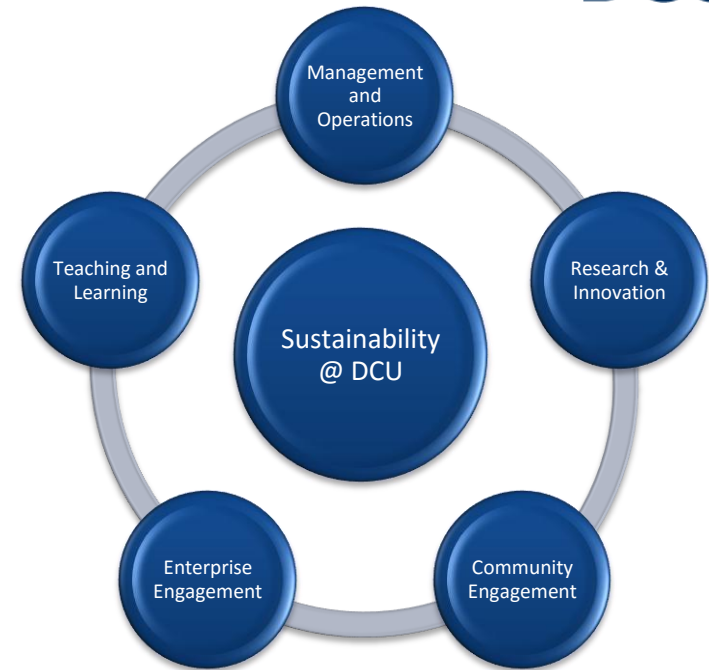 Management
and
Operations
Teaching and
Learning
Research &
Innovation
Sustainability
@ DCU
Enterprise
Engagement
Community
Engagement